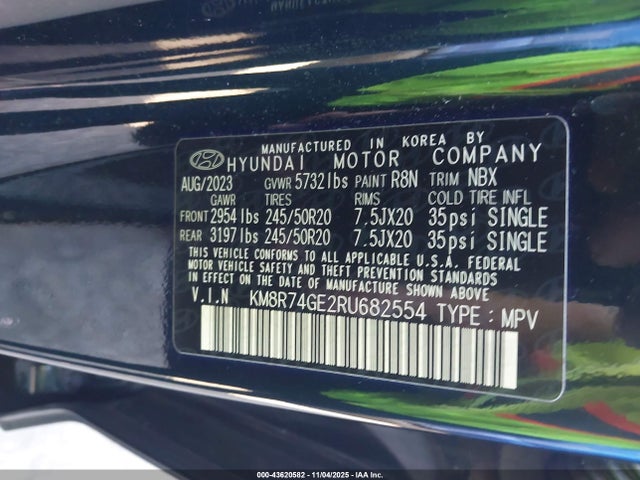 MANUFACTURED IN KOREA BY
HYUNDAI MOTOR COMPANY
AUG/2023 GVWR 5732lbs PAINT R8N TRIM NBX
GAWR TIRES RIMS COLD TIRE INFL
FRONT 2954lbs 245/50R20 7.5JX20 35psi SINGLE
REAR 3197lbs 245/50R20 7.5JX20 35psi SINGLE
THIS VEHICLE CONFORMS TO ALL APPLICABLE U.S.A. FEDERAL
MOTOR VEHICLE SAFETY AND THEFT PREVENTION STANDARDS IN EFFECT
ON THE DATE OF MANUFACTURE SHOWN ABOVE.
V.I.N KM8R74GE2RU682554 TYPE : MPV
000-43620582 - 11/04/2025 - IAA Inc.